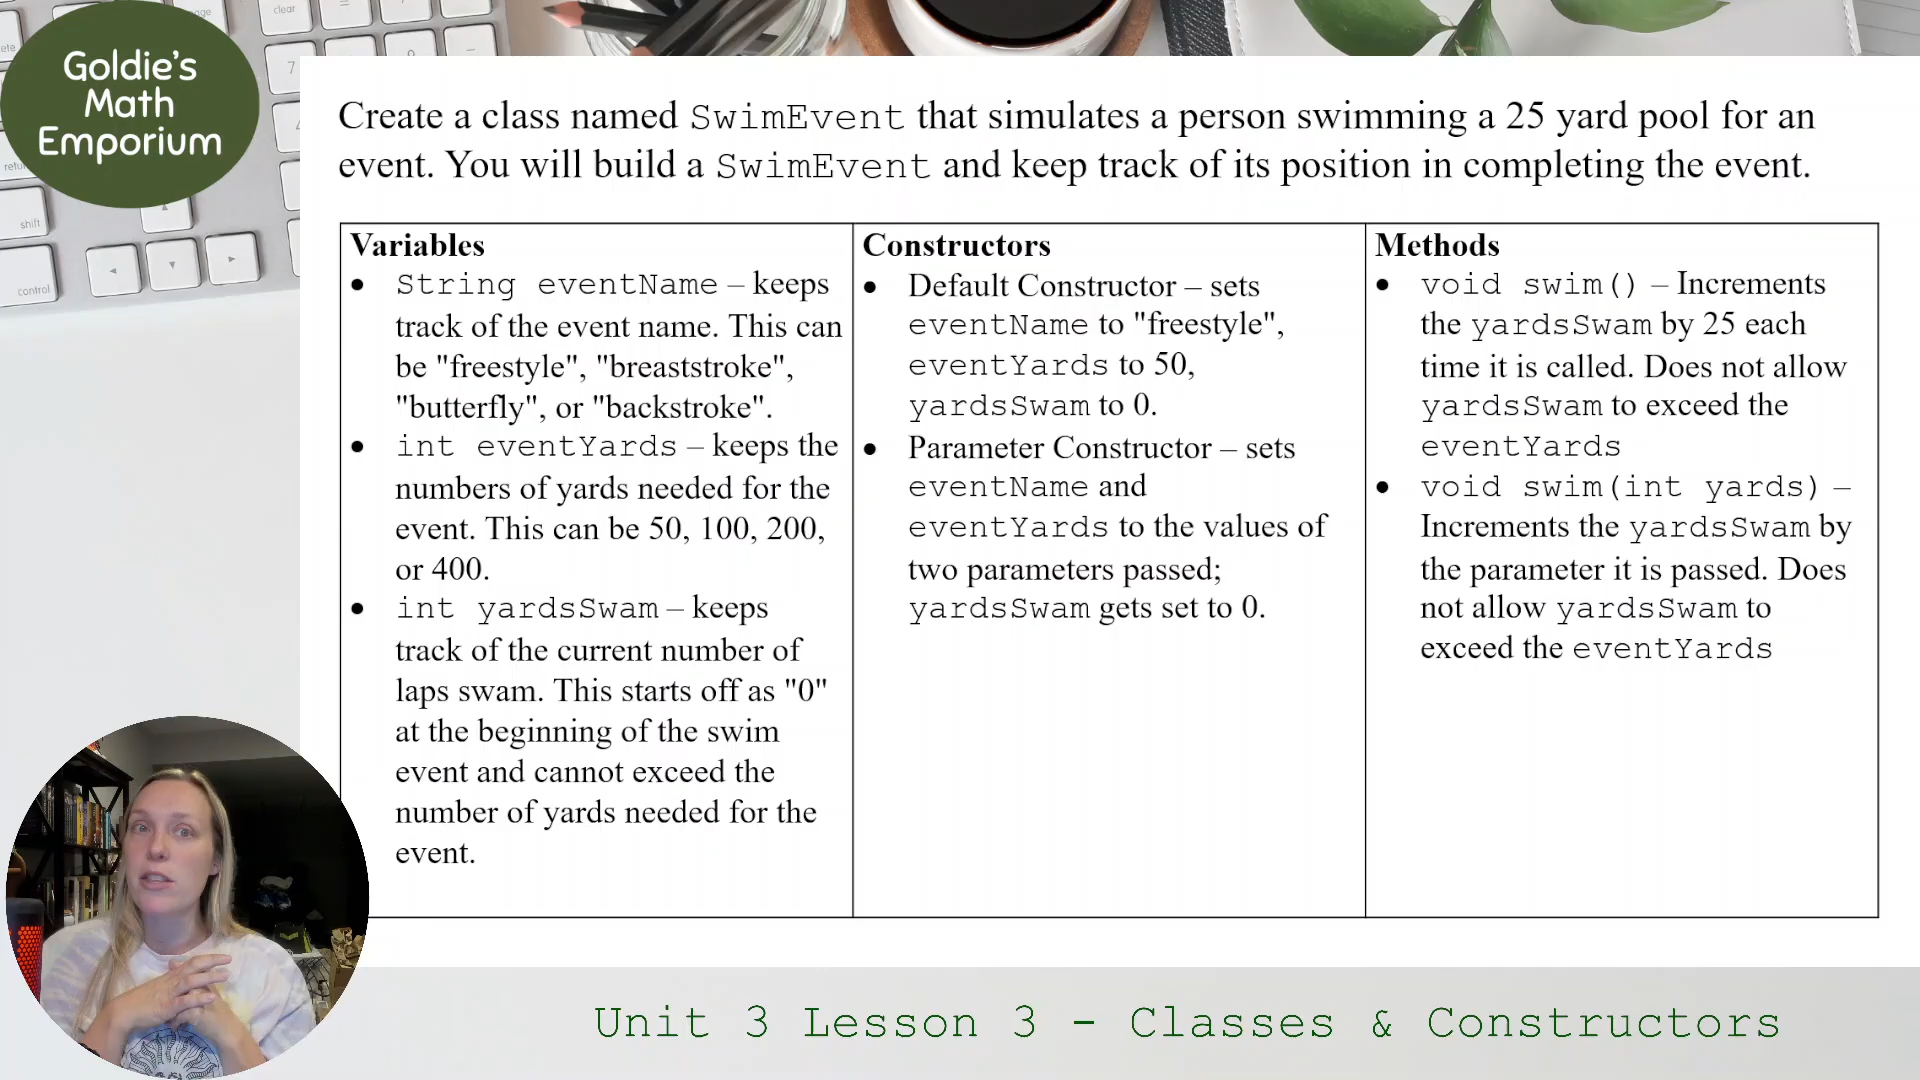 Goldie's
Math
Emporium
clear
7
shift
control
Create a class named SwimEvent that simulates a person swimming a 25 yard pool for an
event. You will build a SwimEvent and keep track of its position in completing the event.
Variables
• String eventName – keeps
track of the event name. This can
be "freestyle", "breaststroke",
"butterfly", or "backstroke".
• int eventYards – keeps the
numbers of yards needed for the
event. This can be 50, 100, 200,
or 400.
• int yardsSwam – keeps
track of the current number of
laps swam. This starts off as "0"
at the beginning of the swim
event and cannot exceed the
number of yards needed for the
event.
Constructors
• Default Constructor – sets
eventName to "freestyle",
eventYards to 50,
yardsSwam to 0.
• Parameter Constructor – sets
eventName and
eventYards to the values of
two parameters passed;
yardsSwam gets set to 0.
Methods
• void swim() – Increments
the yardsSwam by 25 each
time it is called. Does not allow
yardsSwam to exceed the
eventYards
• void swim(int yards) –
Increments the yardsSwam by
the parameter it is passed. Does
not allow yardsSwam to
exceed the eventYards
Unit 3 Lesson 3 - Classes & Constructors